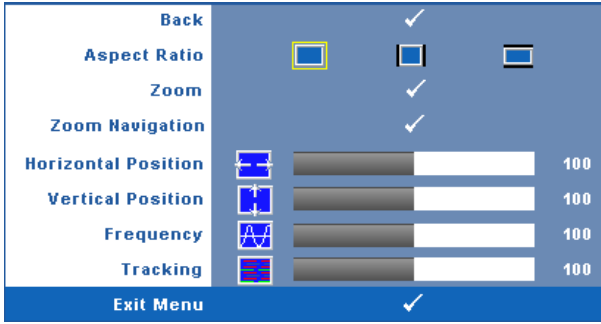 Back
Aspect Ratio
Zoom
Zoom Navigation
Horizontal Position 100
Vertical Position 100
Frequency 100
Tracking 100
Exit Menu